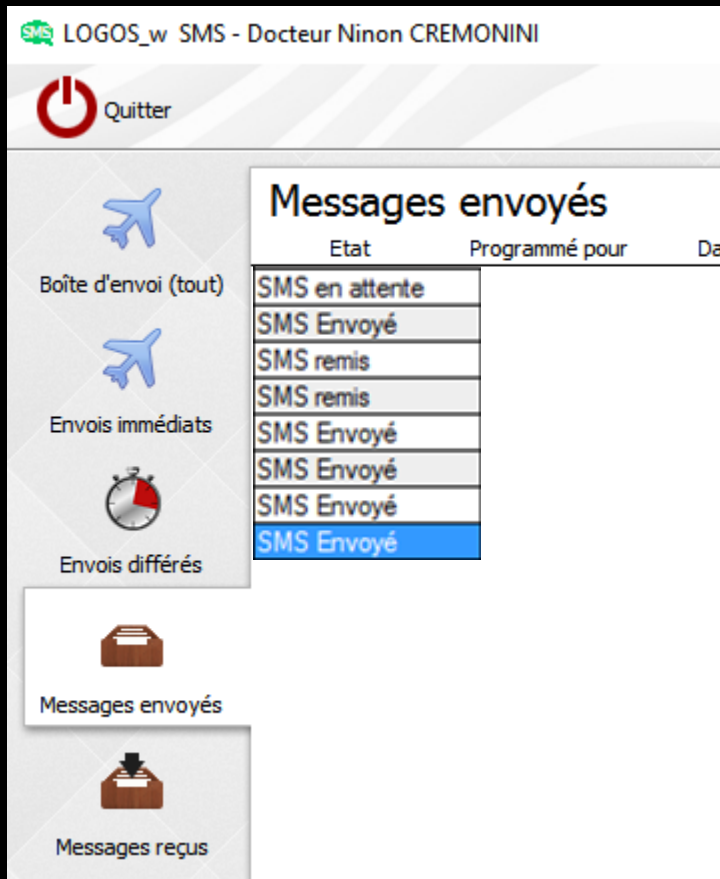 SMS LOGOS_w SMS - Docteur Ninon CREMONINI
Quitter
Boîte d'envoi (tout)
Envois immédiats
Envois différés
Messages envoyés
Messages reçus
Messages envoyés
Etat Programmé pour Da
SMS en attente
SMS Envoyé
SMS remis
SMS remis
SMS Envoyé
SMS Envoyé
SMS Envoyé
SMS Envoyé